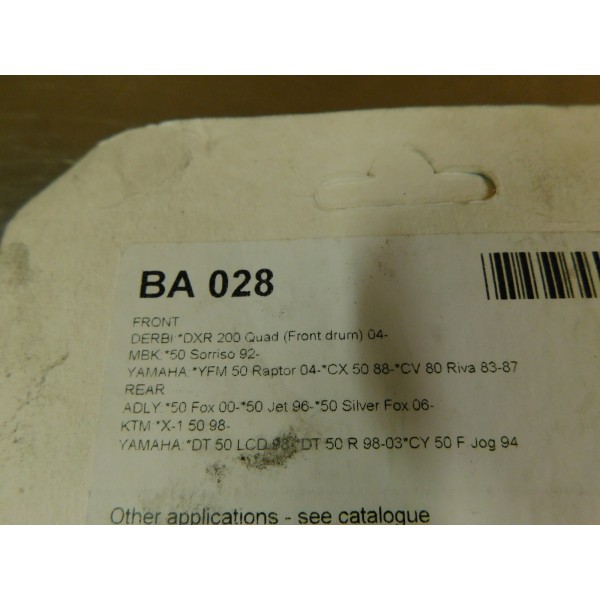 BA 028
FRONT
DERBI:*DXR 200 Quad (Front drum) 04-
MBK:*50 Sorriso 92-
YAMAHA:*YFM 50 Raptor 04-*CX 50 88-*CV 80 Riva 83-87
REAR
ADLY:*50 Fox 00-*50 Jet 96-*50 Silver Fox 06-
KTM:*X-1 50 98-
YAMAHA:*DT 50 LCD 98-*DT 50 R 98-03*CY 50 F Jog 94
Other applications - see catalogue